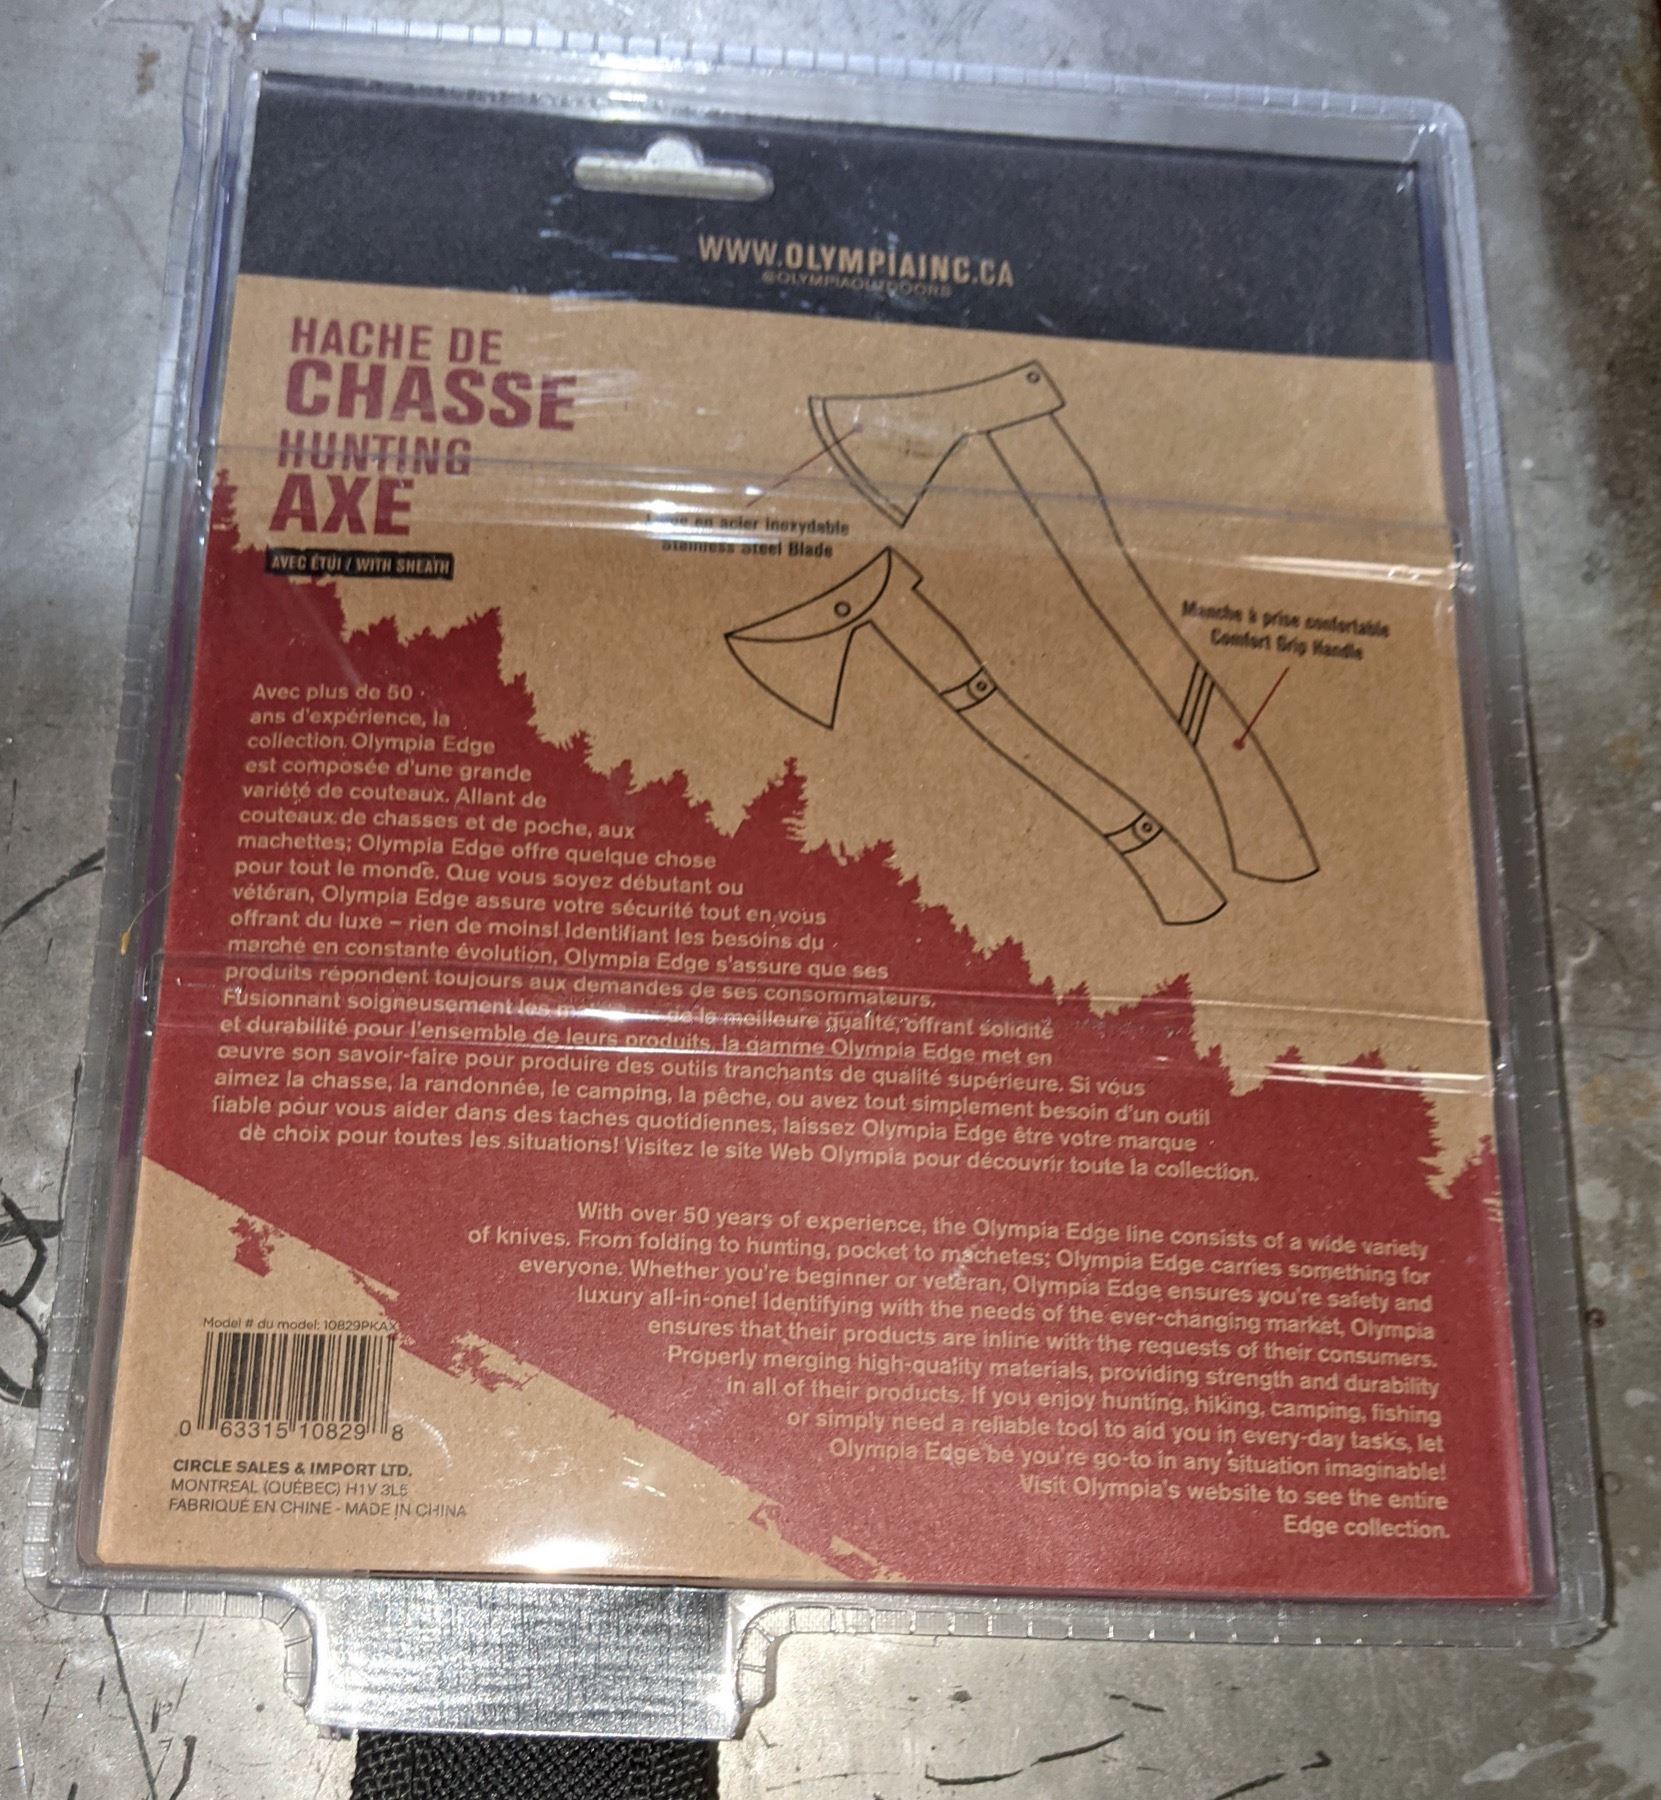 WWW.OLYMPIAINC.CA
@OLYMPIAOUTDOORS
HACHE DE
CHASSE
HUNTING
AXE
AVEC ÉTUI / WITH SHEATH
en acier inoxydable
Stainless Steel Blade
Manche à prise confortable
Comfort Grip Handle
Avec plus de 50
ans d'expérience, la
collection Olympia Edge
est composée d'une grande
variété de couteaux. Allant de
couteaux de chasses et de poche, aux
machettes; Olympia Edge offre quelque chose
pour tout le monde. Que vous soyez débutant ou
vétéran, Olympia Edge assure votre sécurité tout en vous
offrant du luxe – rien de moins! Identifiant les besoins du
marché en constante évolution, Olympia Edge s'assure que ses
produits répondent toujours aux demandes de ses consommateurs.
Fusionnant soigneusement les de la meilleure qualité, offrant solidité
et durabilité pour l'ensemble de leurs produits, la gamme Olympia Edge met en
œuvre son savoir-faire pour produire des outils tranchants de qualité supérieure. Si vous
aimez la chasse, la randonnée, le camping, la pêche, ou avez tout simplement besoin d'un outil
fiable pour vous aider dans des taches quotidiennes, laissez Olympia Edge être votre marque
de choix pour toutes les situations! Visitez le site Web Olympia pour découvrir toute la collection.
With over 50 years of experience, the Olympia Edge line consists of a wide variety
of knives. From folding to hunting, pocket to machetes; Olympia Edge carries something for
everyone. Whether you're beginner or veteran, Olympia Edge ensures you're safety and
luxury all-in-one! Identifying with the needs of the ever-changing market, Olympia
ensures that their products are inline with the requests of their consumers.
Properly merging high-quality materials, providing strength and durability
in all of their products. If you enjoy hunting, hiking, camping, fishing
or simply need a reliable tool to aid you in every-day tasks, let
Olympia Edge be you're go-to in any situation imaginable!
Visit Olympia's website to see the entire
Edge collection.
Model # du model: 10829PKAX
0 63315 10829 8
CIRCLE SALES & IMPORT LTD.
MONTREAL (QUÉBEC) H1V 3L5
FABRIQUÉ EN CHINE - MADE IN CHINA